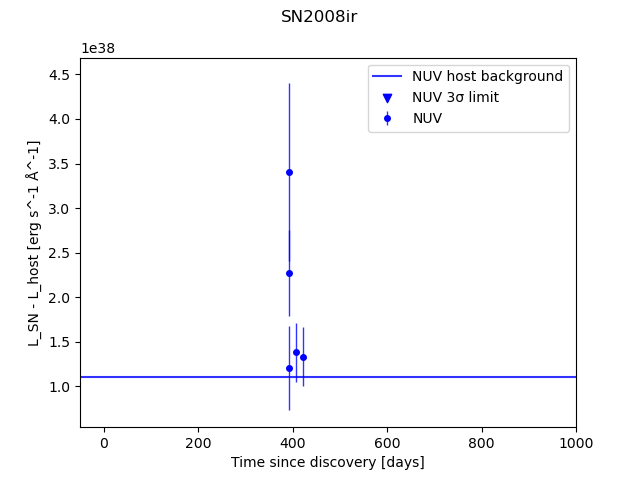 SN2008ir
1e38
4.5
4.0
3.5
3.0
2.5
2.0
1.5
1.0
L_SN - L_host [erg s^-1 Å^-1]
NUV host background
NUV 3σ limit
NUV
0 200 400 600 800 1000
Time since discovery [days]